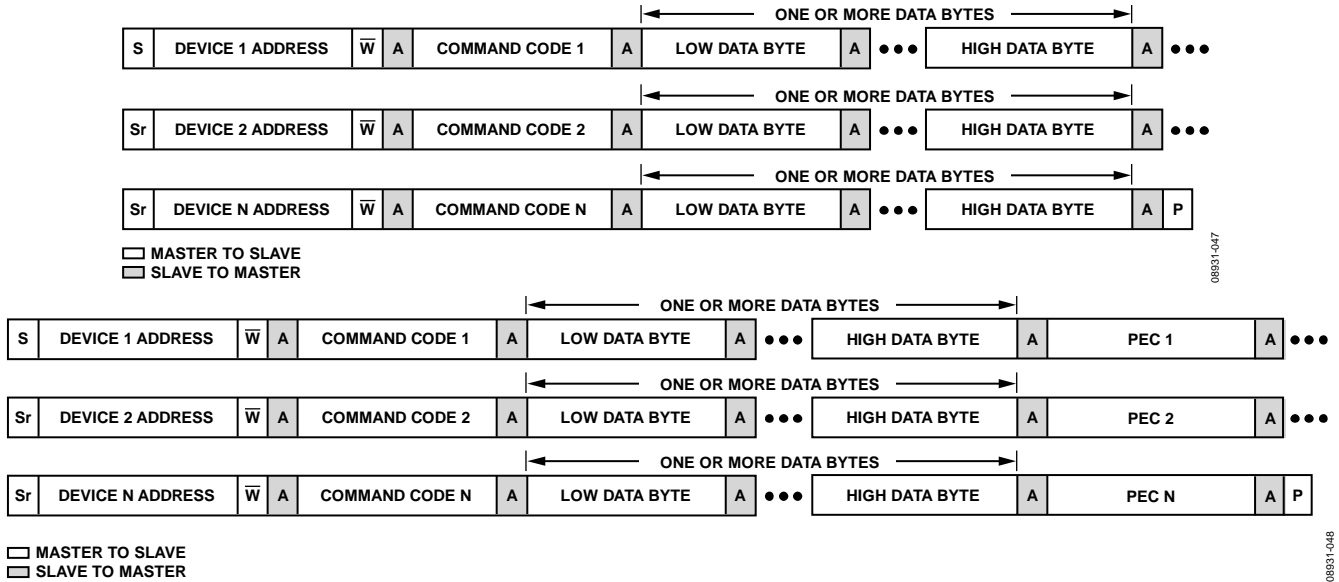 ONE OR MORE DATA BYTES
S DEVICE 1 ADDRESS W̅ A COMMAND CODE 1 A LOW DATA BYTE A ••• HIGH DATA BYTE A •••
ONE OR MORE DATA BYTES
Sr DEVICE 2 ADDRESS W̅ A COMMAND CODE 2 A LOW DATA BYTE A ••• HIGH DATA BYTE A •••
ONE OR MORE DATA BYTES
Sr DEVICE N ADDRESS W̅ A COMMAND CODE N A LOW DATA BYTE A ••• HIGH DATA BYTE A P
MASTER TO SLAVE
SLAVE TO MASTER
08931-047
ONE OR MORE DATA BYTES
S DEVICE 1 ADDRESS W̅ A COMMAND CODE 1 A LOW DATA BYTE A ••• HIGH DATA BYTE A PEC 1 A •••
ONE OR MORE DATA BYTES
Sr DEVICE 2 ADDRESS W̅ A COMMAND CODE 2 A LOW DATA BYTE A ••• HIGH DATA BYTE A PEC 2 A •••
ONE OR MORE DATA BYTES
Sr DEVICE N ADDRESS W̅ A COMMAND CODE N A LOW DATA BYTE A ••• HIGH DATA BYTE A PEC N A P
MASTER TO SLAVE
SLAVE TO MASTER
08931-048